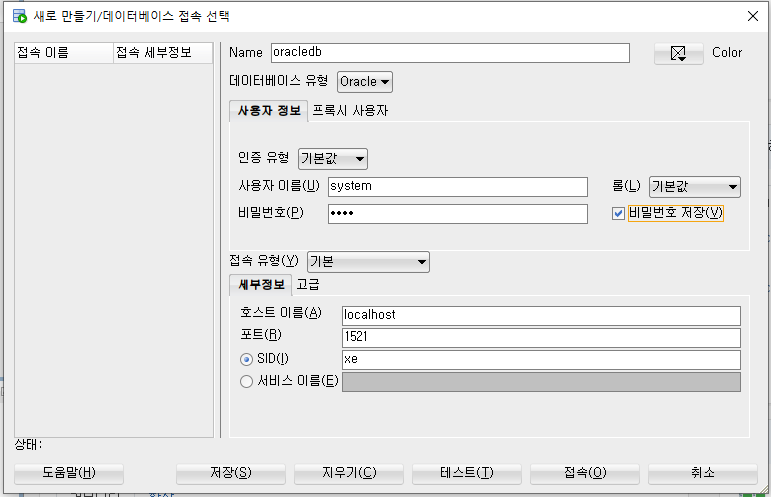 새로 만들기/데이터베이스 접속 선택
접속 이름 접속 세부정보
Name oracledb Color
데이터베이스 유형 Oracle
사용자 정보 프록시 사용자
인증 유형 기본값
사용자 이름(U) system 롤(L) 기본값
비밀번호(P) •••• 비밀번호 저장(V)
접속 유형(Y) 기본
세부정보 고급
호스트 이름(A) localhost
포트(R) 1521
SID(I) xe
서비스 이름(E)
상태:
도움말(H) 저장(S) 지우기(C) 테스트(T) 접속(O) 취소